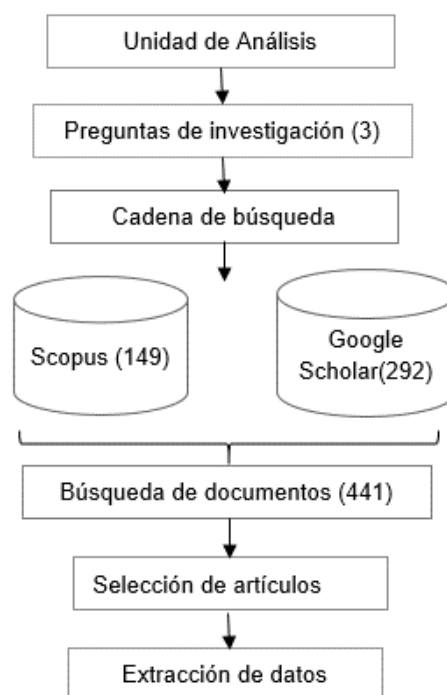 Unidad de Análisis
Preguntas de investigación (3)
Cadena de búsqueda
Scopus (149)
Google
Scholar(292)
Búsqueda de documentos (441)
Selección de artículos
Extracción de datos